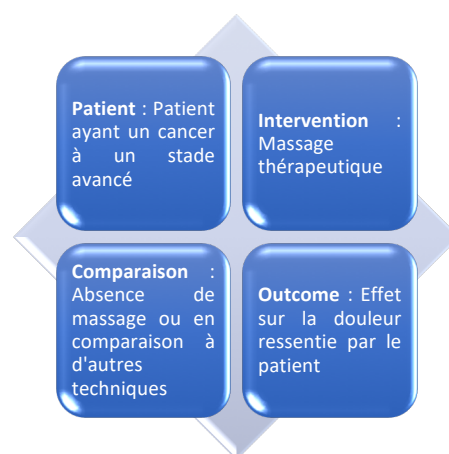 Patient : Patient
ayant un cancer
à un stade
avancé
Intervention :
Massage
thérapeutique
Comparaison :
Absence de
massage ou en
comparaison à
d'autres
techniques
Outcome : Effet
sur la douleur
ressentie par le
patient